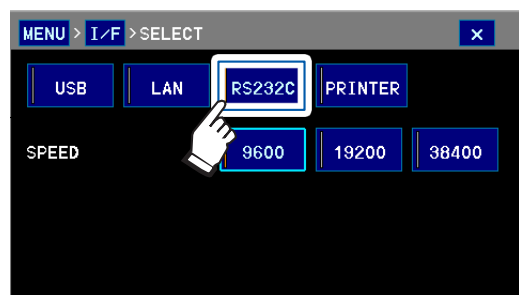 MENU > I/F >SELECT x
USB LAN RS232C PRINTER
SPEED 9600 19200 38400